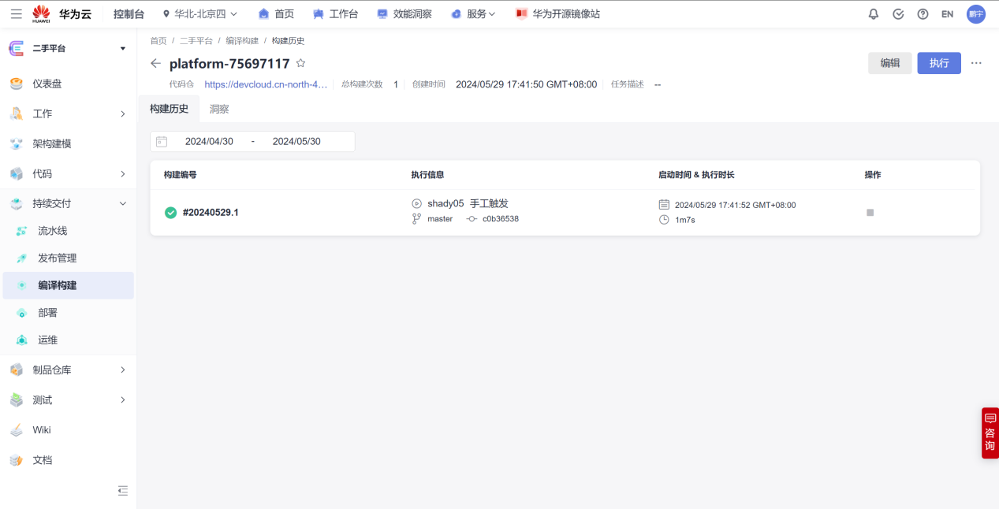 HUAWEI 华为云 控制台 华北-北京四 首页 工作台 效能洞察 服务 华为开源镜像站 EN 鹏宇
二手平台
仪表盘
工作
架构建模
代码
持续交付
流水线
发布管理
编译构建
部署
运维
制品仓库
测试
Wiki
文档
首页 / 二手平台 / 编译构建 / 构建历史
platform-75697117 编辑 执行 ...
代码仓 https://devcloud.cn-north-4... 总构建次数 1 创建时间 2024/05/29 17:41:50 GMT+08:00 任务描述 --
构建历史 洞察
2024/04/30 - 2024/05/30
构建编号 执行信息 启动时间 & 执行时长 操作
#20240529.1
shady05 手工触发
master c0b36538
2024/05/29 17:41:52 GMT+08:00
1m7s
咨询